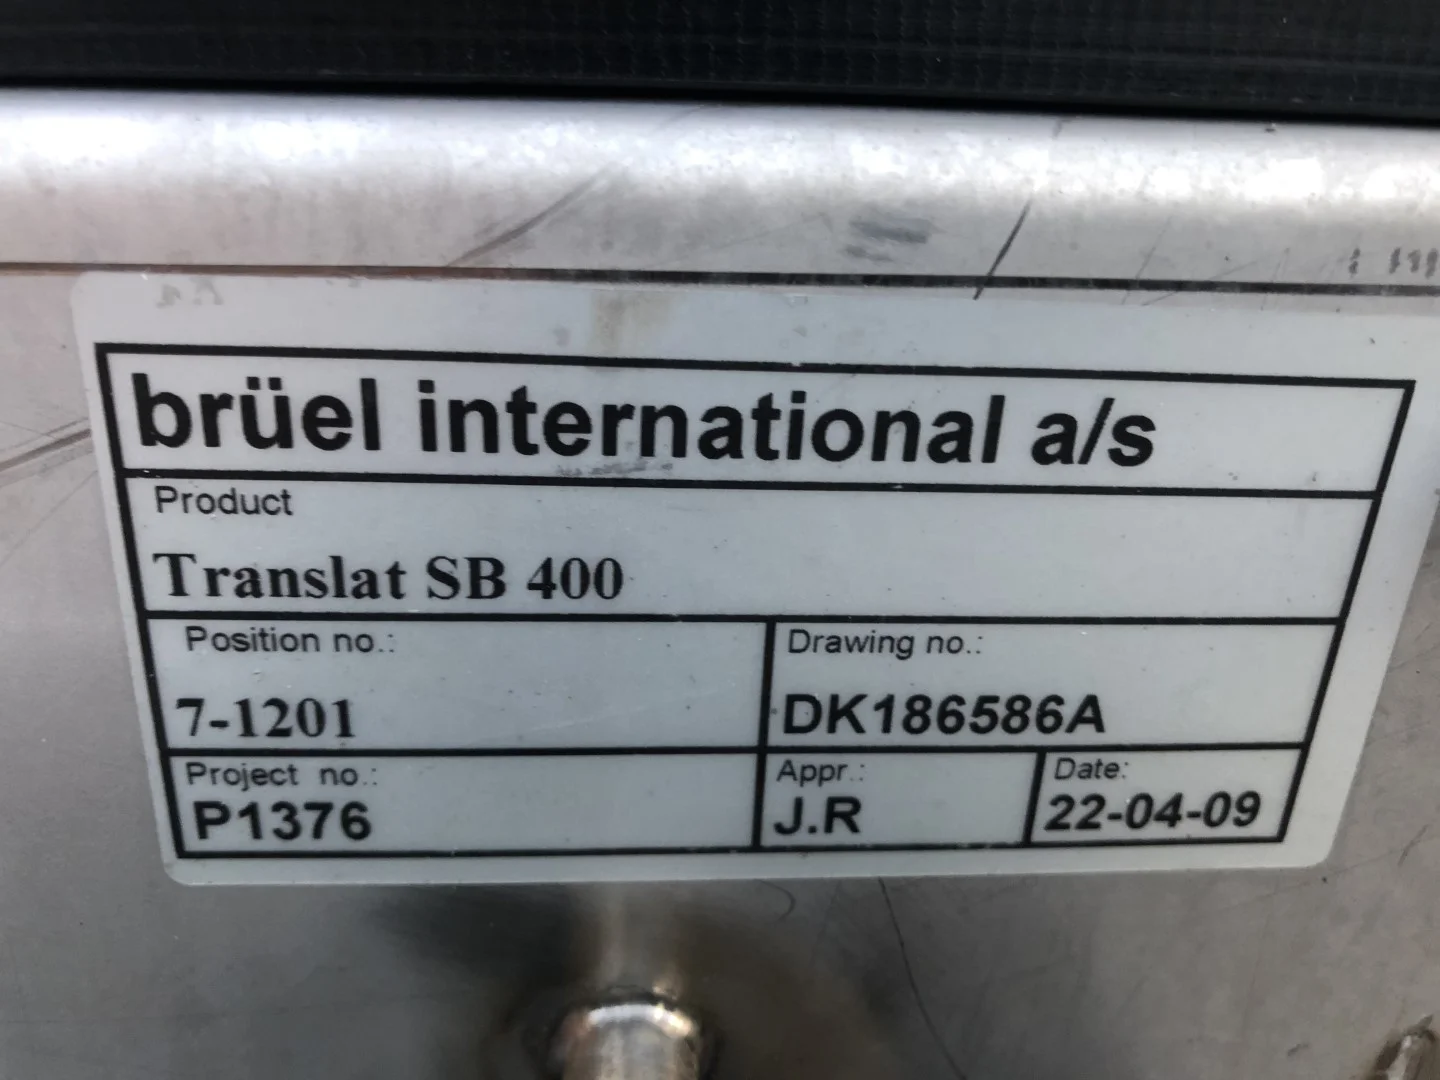 brüel international a/s
Product
Translat SB 400
Position no.:
7-1201
Drawing no.:
DK186586A
Project no.:
P1376
Appr.:
J.R
Date:
22-04-09